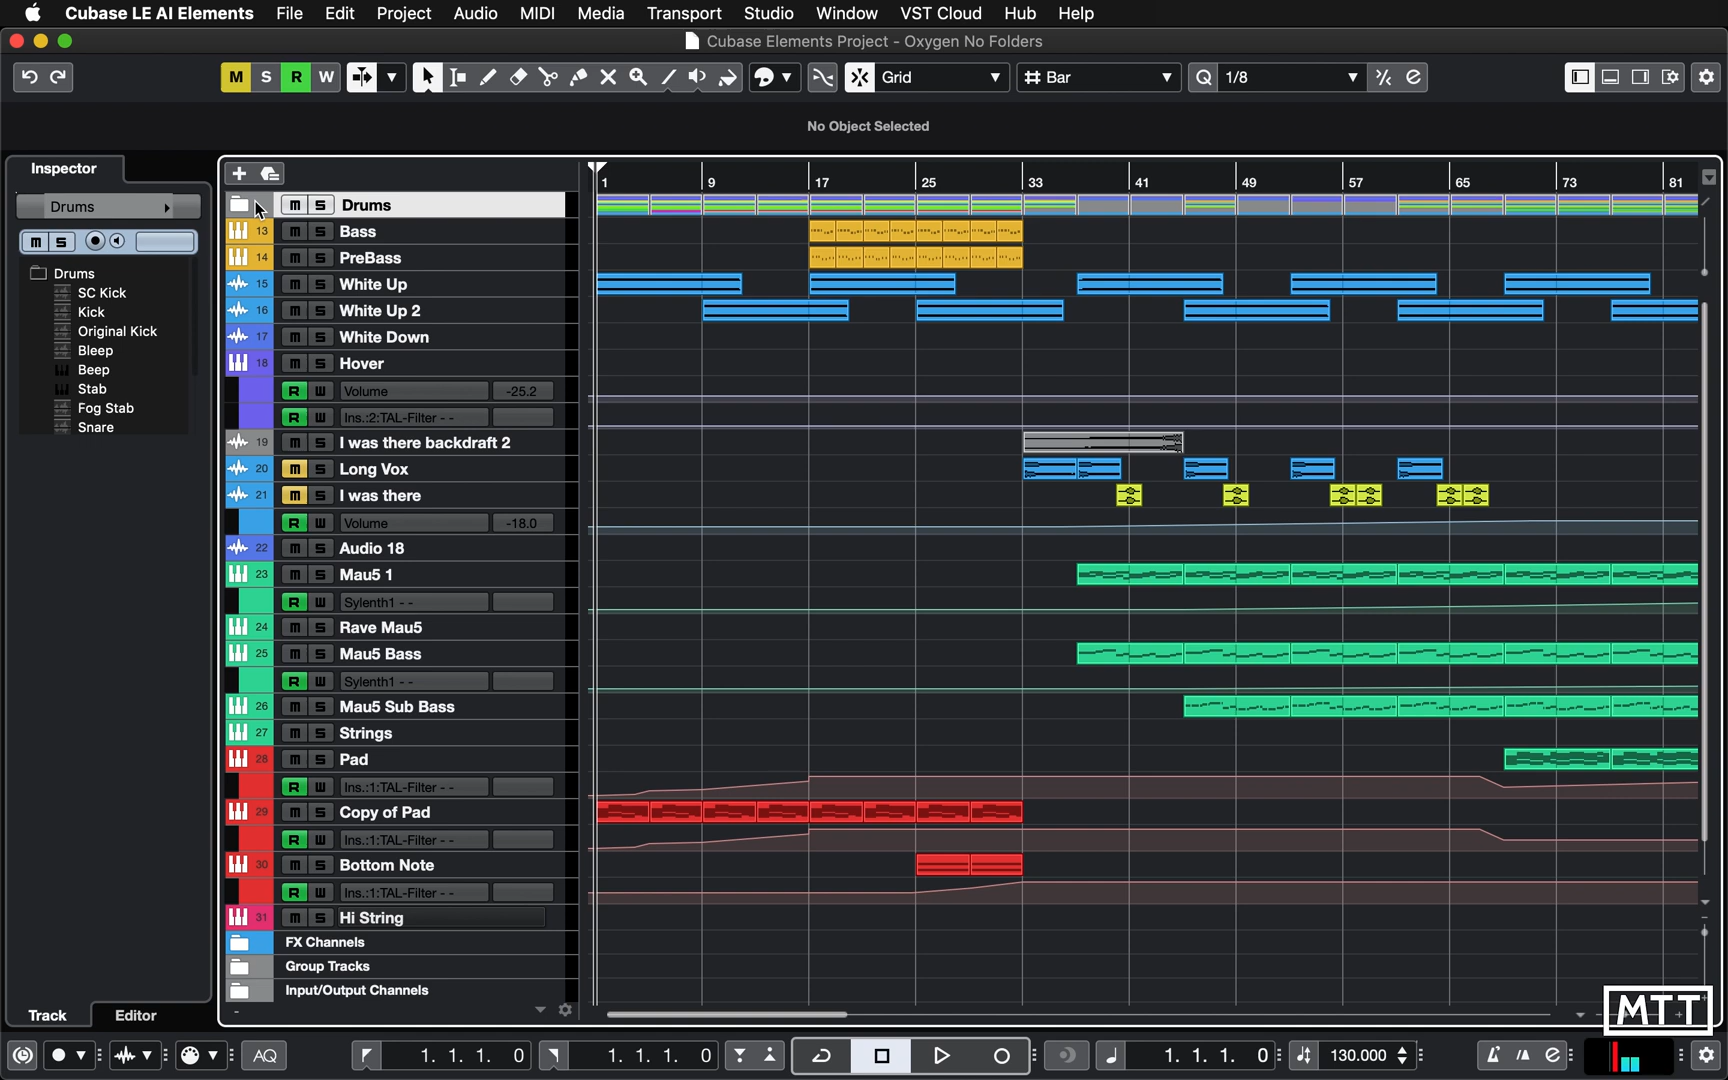 Cubase LE AI Elements File Edit Project Audio MIDI Media Transport Studio Window VST Cloud Hub Help
Cubase Elements Project - Oxygen No Folders
M S R W Grid Bar Q 1/8
No Object Selected
Inspector
1 9 17 25 33 41 49 57 65 73 81
Drums
m S Drums
m S
Drums
SC Kick
Kick
Original Kick
Bleep
Beep
Stab
Fog Stab
Snare
13 m S Bass
14 m S PreBass
15 m S White Up
16 m S White Up 2
17 m S White Down
18 m S Hover
R W Volume -25.2
R W Ins.:2:TAL-Filter - -
19 m S I was there backdraft 2
20 m S Long Vox
21 m S I was there
R W Volume -18.0
22 m S Audio 18
23 m S Mau5 1
R W Sylenth1 - -
24 m S Rave Mau5
25 m S Mau5 Bass
R W Sylenth1 - -
26 m S Mau5 Sub Bass
27 m S Strings
28 m S Pad
R W Ins.:1:TAL-Filter - -
29 m S Copy of Pad
R W Ins.:1:TAL-Filter - -
30 m S Bottom Note
R W Ins.:1:TAL-Filter - -
31 m S Hi String
FX Channels
Group Tracks
Input/Output Channels
Track Editor
MTT
AQ 1. 1. 1. 0 1. 1. 1. 0 1. 1. 1. 0 130.000